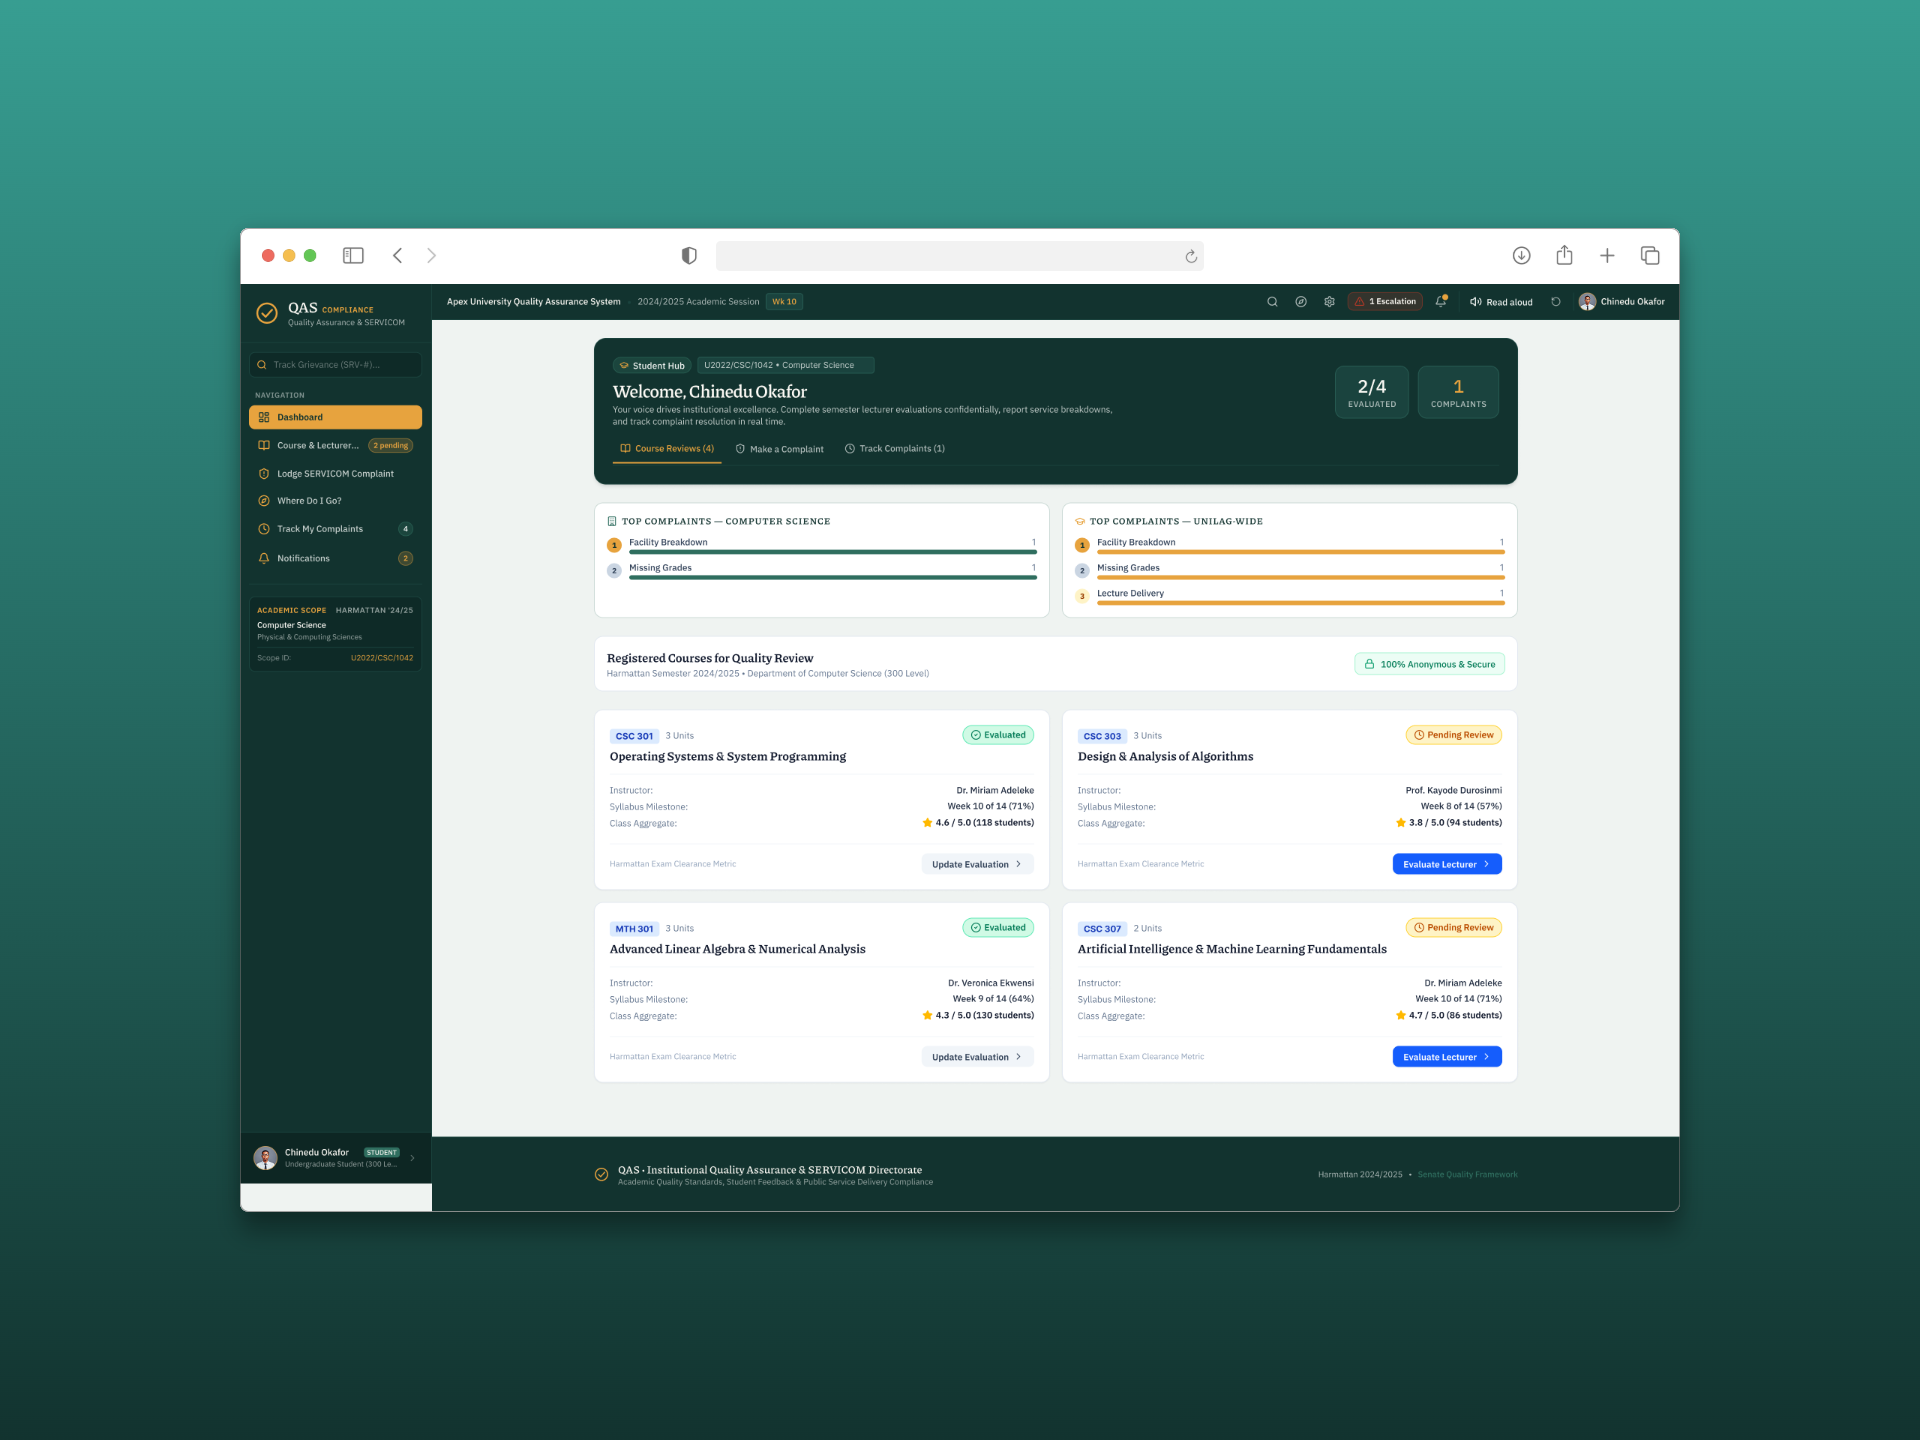 QAS COMPLIANCE
Quality Assurance & SERVICOM
Track Grievance (SRV-#)...
NAVIGATION
Dashboard
Course & Lecturer... 2 pending
Lodge SERVICOM Complaint
Where Do I Go?
Track My Complaints 4
Notifications 2
ACADEMIC SCOPE HARMATTAN '24/25
Computer Science
Physical & Computing Sciences
Scope ID: U2022/CSC/1042
Chinedu Okafor STUDENT
Undergraduate Student (300 Le...
Apex University Quality Assurance System · 2024/2025 Academic Session Wk 10
1 Escalation Read aloud Chinedu Okafor
Student Hub U2022/CSC/1042 • Computer Science
Welcome, Chinedu Okafor
Your voice drives institutional excellence. Complete semester lecturer evaluations confidentially, report service breakdowns,
and track complaint resolution in real time.
2/4
EVALUATED
1
COMPLAINTS
Course Reviews (4) Make a Complaint Track Complaints (1)
TOP COMPLAINTS — COMPUTER SCIENCE
1 Facility Breakdown 1
2 Missing Grades 1
TOP COMPLAINTS — UNILAG-WIDE
1 Facility Breakdown 1
2 Missing Grades 1
3 Lecture Delivery 1
Registered Courses for Quality Review
Harmattan Semester 2024/2025 • Department of Computer Science (300 Level)
100% Anonymous & Secure
CSC 301 3 Units Evaluated
Operating Systems & System Programming
Instructor: Dr. Miriam Adeleke
Syllabus Milestone: Week 10 of 14 (71%)
Class Aggregate: 4.6 / 5.0 (118 students)
Harmattan Exam Clearance Metric Update Evaluation
CSC 303 3 Units Pending Review
Design & Analysis of Algorithms
Instructor: Prof. Kayode Durosinmi
Syllabus Milestone: Week 8 of 14 (57%)
Class Aggregate: 3.8 / 5.0 (94 students)
Harmattan Exam Clearance Metric Evaluate Lecturer
MTH 301 3 Units Evaluated
Advanced Linear Algebra & Numerical Analysis
Instructor: Dr. Veronica Ekwensi
Syllabus Milestone: Week 9 of 14 (64%)
Class Aggregate: 4.3 / 5.0 (130 students)
Harmattan Exam Clearance Metric Update Evaluation
CSC 307 2 Units Pending Review
Artificial Intelligence & Machine Learning Fundamentals
Instructor: Dr. Miriam Adeleke
Syllabus Milestone: Week 10 of 14 (71%)
Class Aggregate: 4.7 / 5.0 (86 students)
Harmattan Exam Clearance Metric Evaluate Lecturer
QAS • Institutional Quality Assurance & SERVICOM Directorate
Academic Quality Standards, Student Feedback & Public Service Delivery Compliance
Harmattan 2024/2025 • Senate Quality Framework